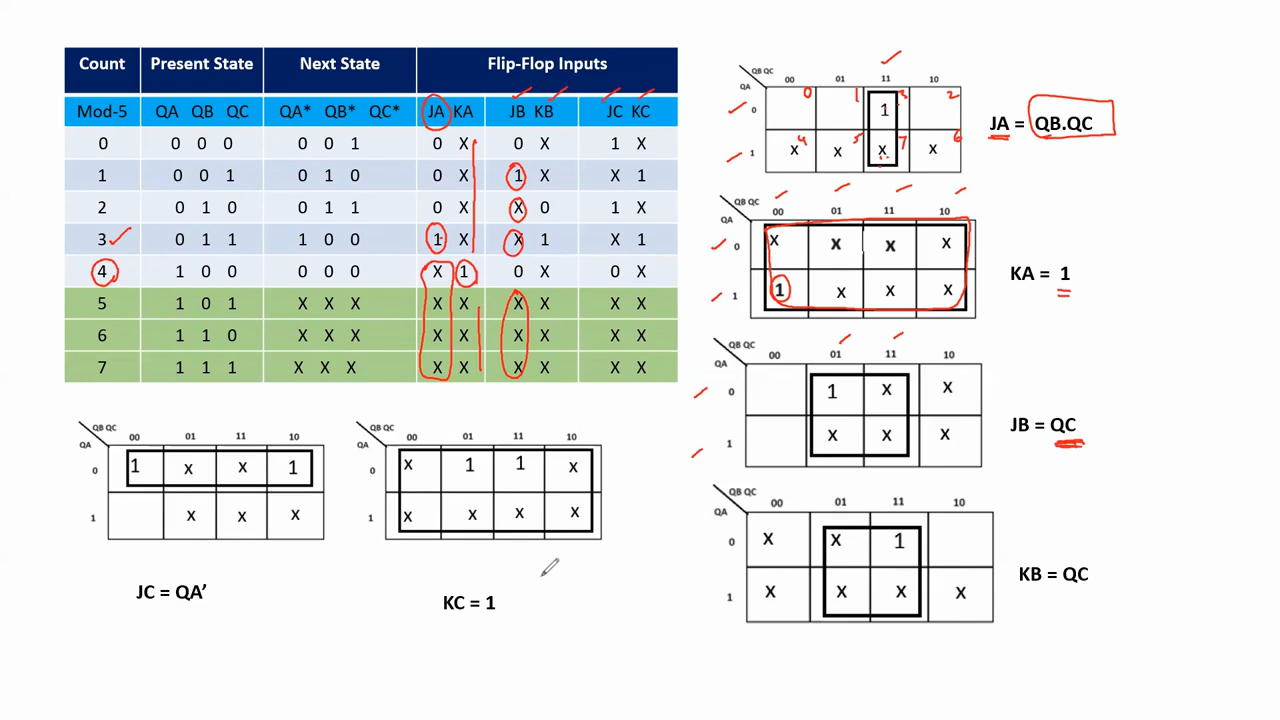 Count Present State Next State Flip-Flop Inputs
Mod-5 QA QB QC QA* QB* QC* JA KA JB KB JC KC
0 0 0 0 0 0 1 0 X 0 X 1 X
1 0 0 1 0 1 0 0 X 1 X X 1
2 0 1 0 0 1 1 0 X X 0 1 X
3 0 1 1 1 0 0 1 X X 1 X 1
4 1 0 0 0 0 0 X 1 0 X 0 X
5 1 0 1 X X X X X X X X X
6 1 1 0 X X X X X X X X X
7 1 1 1 X X X X X X X X X
QB QC
QA
00 01 11 10
0 0 1 1 3 2
1 4 x 5 x 7 x 6 x
JA = QB.QC
QB QC
QA
00 01 11 10
0 x x x x
1 1 x x x
KA = 1
QB QC
QA
00 01 11 10
0 1 x x
1 x x x
JB = QC
QB QC
QA
00 01 11 10
0 x x 1
1 x x x x
KB = QC
QB QC
QA
00 01 11 10
0 1 x x 1
1 x x x
JC = QA’
QB QC
QA
00 01 11 10
0 x 1 1 x
1 x x x x
KC = 1